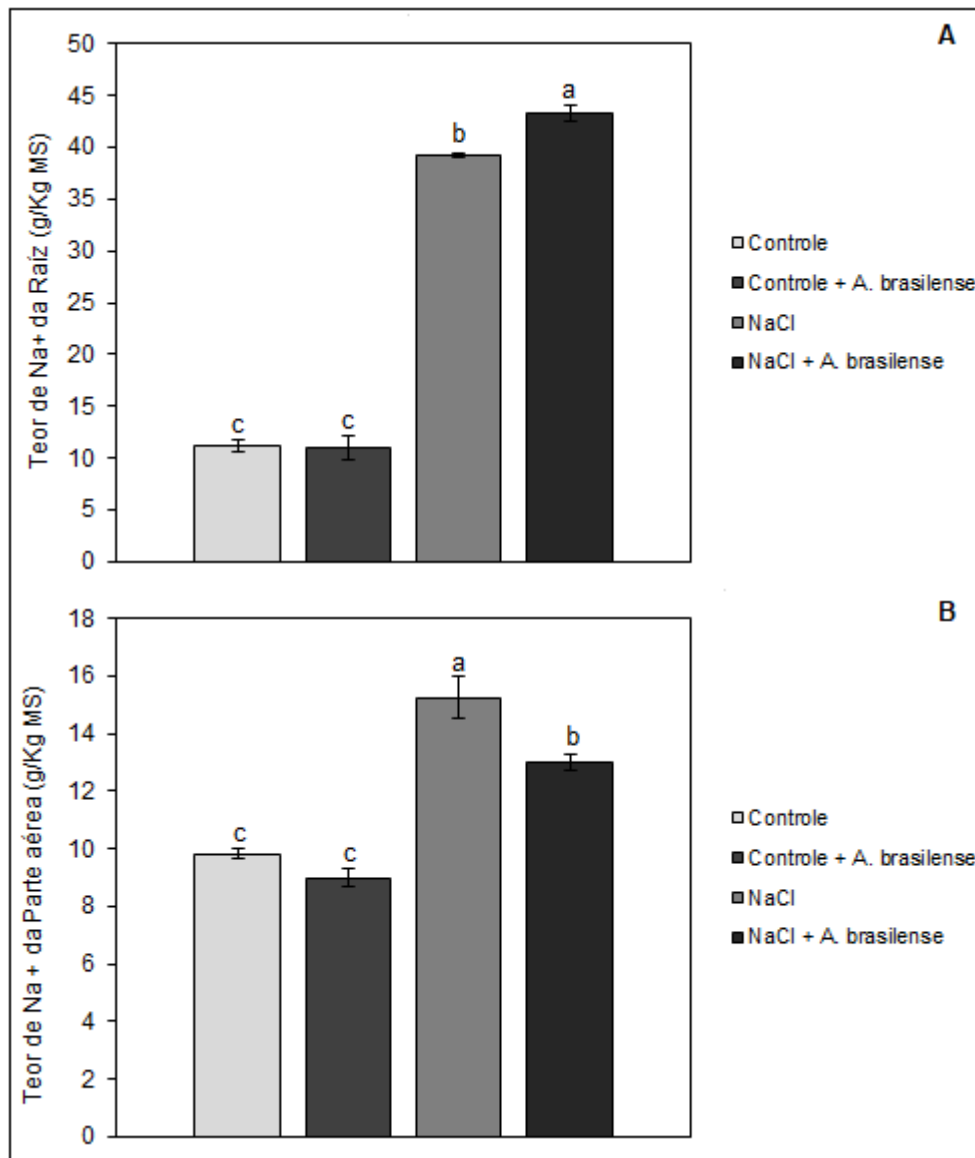 A
Teor de Na+ da Raíz (g/Kg MS)
50
45
40
35
30
25
20
15
10
5
0
c
c
b
a
Controle
Controle + A. brasilense
NaCl
NaCl + A. brasilense
B
Teor de Na + da Parte aérea (g/Kg MS)
18
16
14
12
10
8
6
4
2
0
c
c
a
b
Controle
Controle + A. brasilense
NaCl
NaCl + A. brasilense